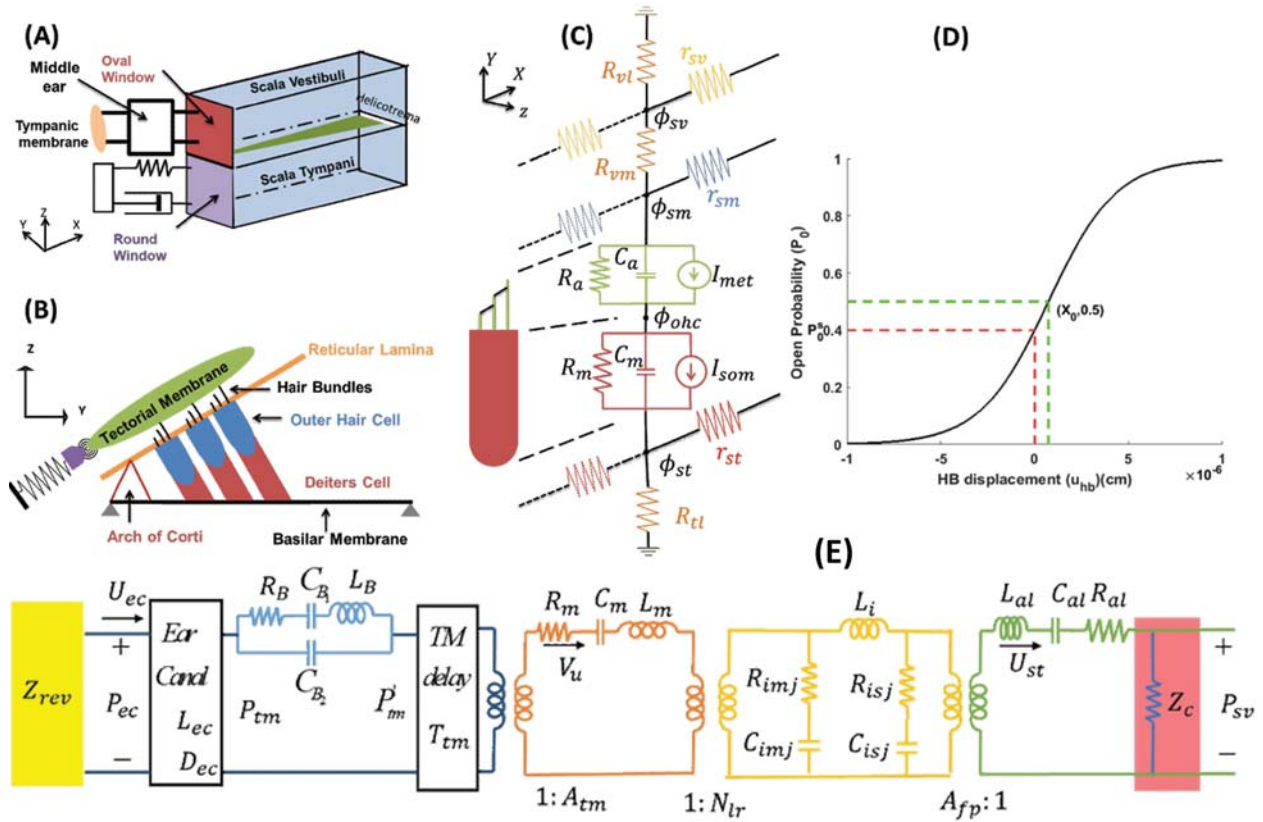 (A)
Middle
ear
Oval
Window
Scala Vestibuli
Helicotrema
Tympanic
membrane
Scala Tympani
Round
Window
Z
Y
X
(B)
Z
Y
Tectorial Membrane
Reticular Lamina
Hair Bundles
Outer Hair Cell
Deiters Cell
Arch of Corti
Basilar Membrane
(C)
Y
X
Z
R_vl
r_sv
ϕ_sv
R_vm
r_sm
ϕ_sm
C_a
R_a
I_met
ϕ_ohc
C_m
R_m
I_som
r_st
ϕ_st
R_tl
(D)
Open Probability (P_0)
1
0.8
0.6
P_0^s 0.4
0.2
0
(X_0,0.5)
-1
-5
0
5
1
×10^-6
HB displacement (u_hb)(cm)
(E)
Z_rev
U_ec
+
P_ec
−
Ear
Canal
L_ec
D_ec
R_B
C_B1
L_B
C_B2
P_tm
P'_tm
TM
delay
T_tm
R_m
C_m
L_m
V_u
1: A_tm
1: N_lr
L_i
R_imj
R_isj
C_imj
C_isj
A_fp: 1
L_al
C_al
R_al
U_st
Z_c
+
P_sv
−